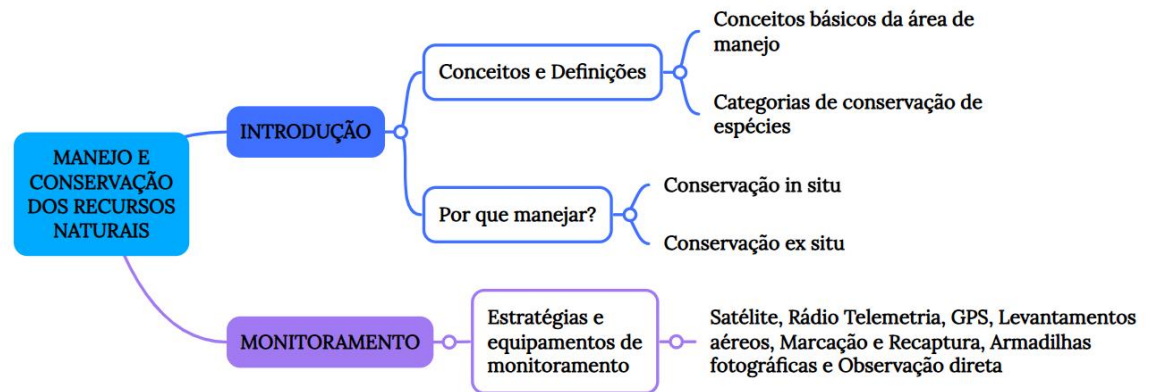 MANEJO E
CONSERVAÇÃO
DOS RECURSOS
NATURAIS
INTRODUÇÃO
Conceitos e Definições
Conceitos básicos da área de
manejo
Categorias de conservação de
espécies
Por que manejar?
Conservação in situ
Conservação ex situ
MONITORAMENTO
Estratégias e
equipamentos de
monitoramento
Satélite, Rádio Telemetria, GPS, Levantamentos
aéreos, Marcação e Recaptura, Armadilhas
fotográficas e Observação direta